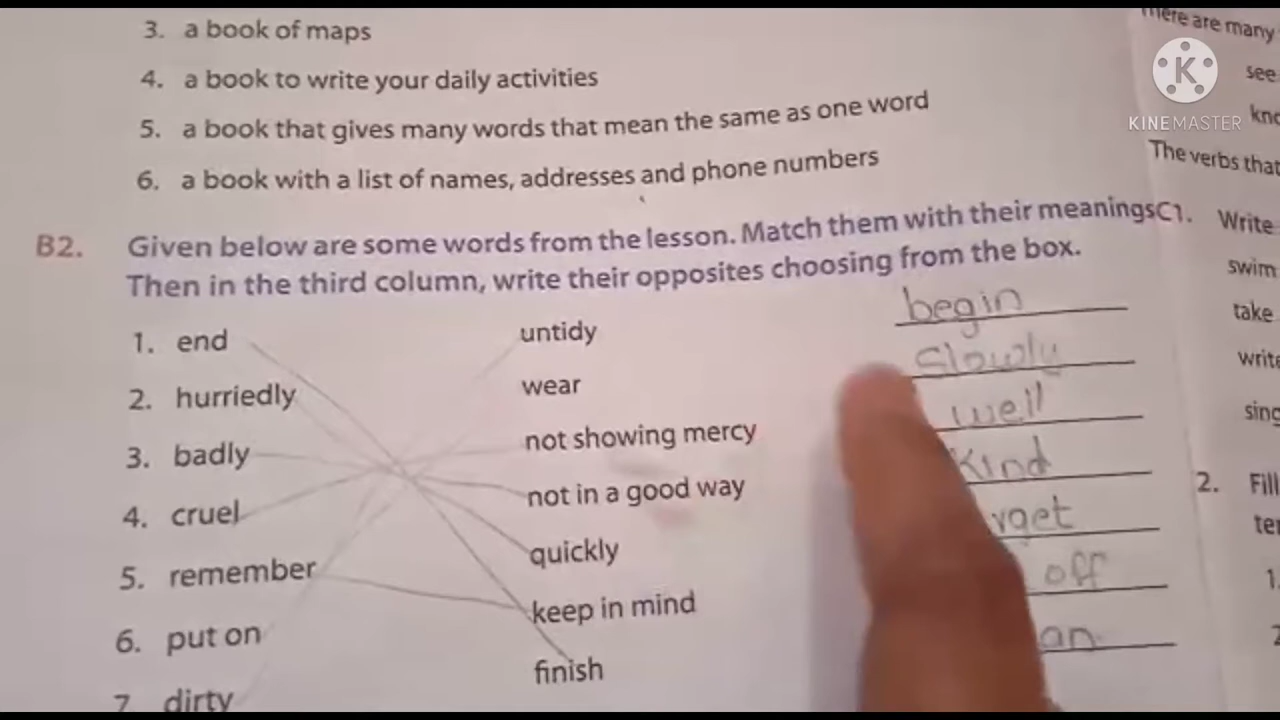 3. a book of maps
4. a book to write your daily activities
5. a book that gives many words that mean the same as one word
6. a book with a list of names, addresses and phone numbers
B2. Given below are some words from the lesson. Match them with their meanings
Then in the third column, write their opposites choosing from the box.
1. end untidy begin
2. hurriedly wear Slowly
3. badly not showing mercy well
4. cruel not in a good way Kind
5. remember quickly rget
6. put on keep in mind off
7 dirty finish an
There are many
see
The verbs that
C1. Write
swim
take
write
sing
2. Fill
1.
2
K
KINEMASTER